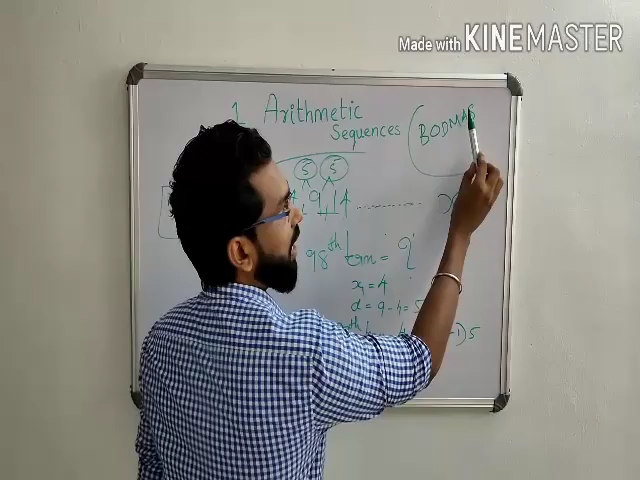 Made with KINEMASTER
1 Arithmetic
Sequences
BODMAS
5 5
4, 9, 14 ..............
98th term = ?
x₁ = 4
d = 9 - 4 = 5
5